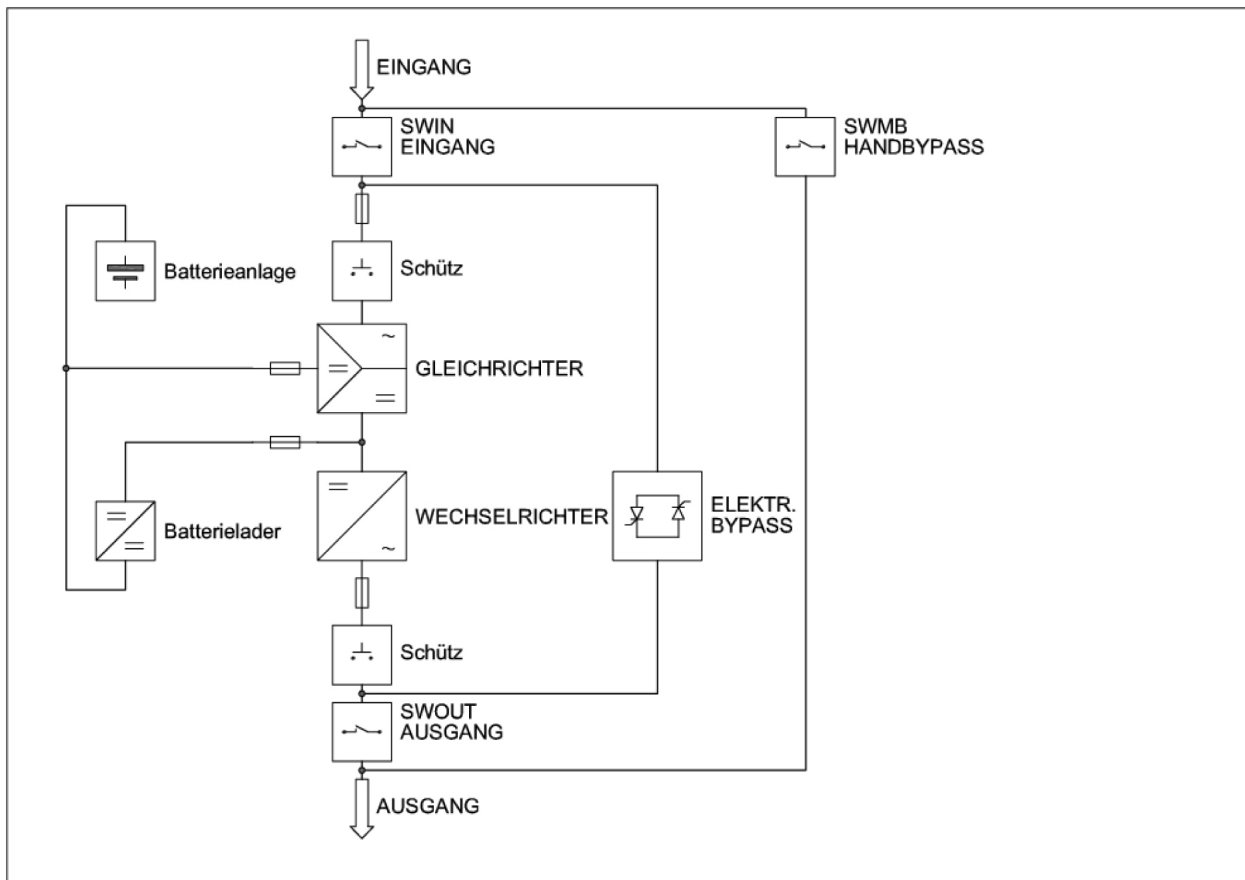 EINGANG
SWIN
EINGANG
SWMB
HANDBYPASS
Batterieanlage
Schütz
GLEICHRICHTER
WECHSELRICHTER
ELEKTR.
BYPASS
Batterielader
Schütz
SWOUT
AUSGANG
AUSGANG